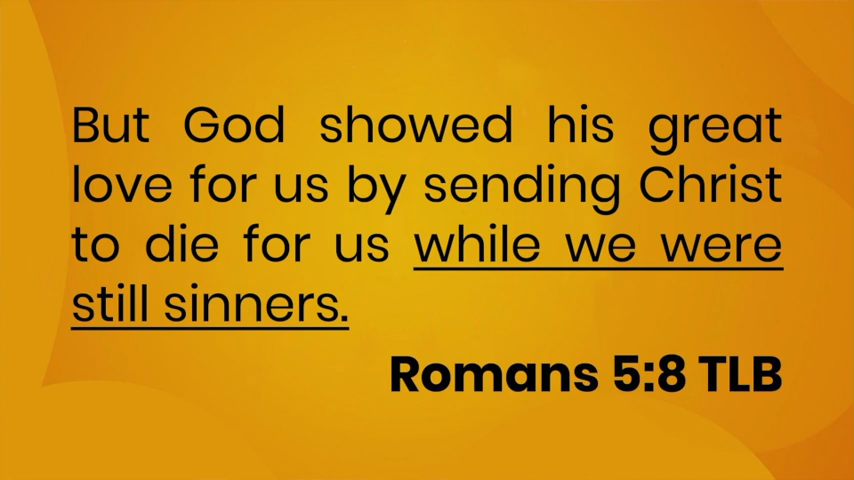 But God showed his great
love for us by sending Christ
to die for us while we were
still sinners.
Romans 5:8 TLB